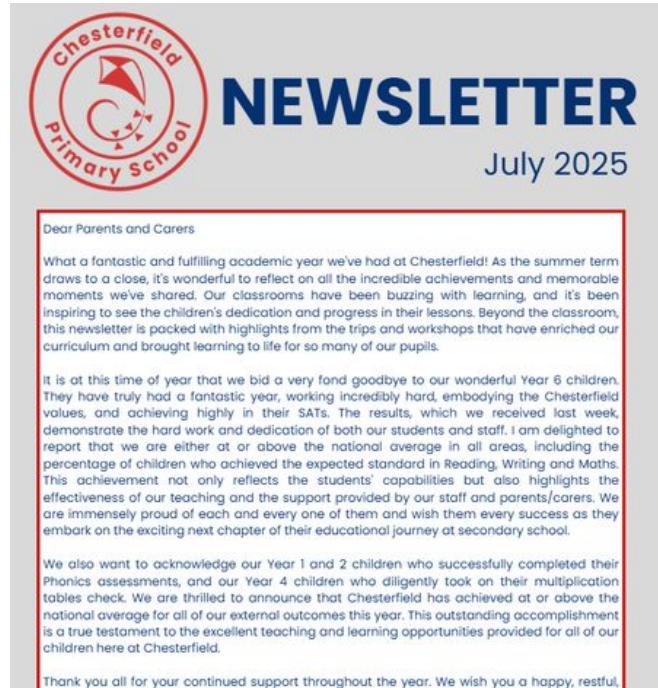 Chesterfield
Primary School
NEWSLETTER
July 2025
Dear Parents and Carers
What a fantastic and fulfilling academic year we've had at Chesterfield! As the summer term
draws to a close, it's wonderful to reflect on all the incredible achievements and memorable
moments we've shared. Our classrooms have been buzzing with learning, and it's been
inspiring to see the children's dedication and progress in their lessons. Beyond the classroom,
this newsletter is packed with highlights from the trips and workshops that have enriched our
curriculum and brought learning to life for so many of our pupils.
It is at this time of year that we bid a very fond goodbye to our wonderful Year 6 children.
They have truly had a fantastic year, working incredibly hard, embodying the Chesterfield
values, and achieving highly in their SATs. The results, which we received last week,
demonstrate the hard work and dedication of both our students and staff. I am delighted to
report that we are either at or above the national average in all areas, including the
percentage of children who achieved the expected standard in Reading, Writing and Maths.
This achievement not only reflects the students' capabilities but also highlights the
effectiveness of our teaching and the support provided by our staff and parents/carers. We
are immensely proud of each and every one of them and wish them every success as they
embark on the exciting next chapter of their educational journey at secondary school.
We also want to acknowledge our Year 1 and 2 children who successfully completed their
Phonics assessments, and our Year 4 children who diligently took on their multiplication
tables check. We are thrilled to announce that Chesterfield has achieved at or above the
national average for all of our external outcomes this year. This outstanding accomplishment
is a true testament to the excellent teaching and learning opportunities provided for all of our
children here at Chesterfield.
Thank you all for your continued support throughout the year. We wish you a happy, restful,